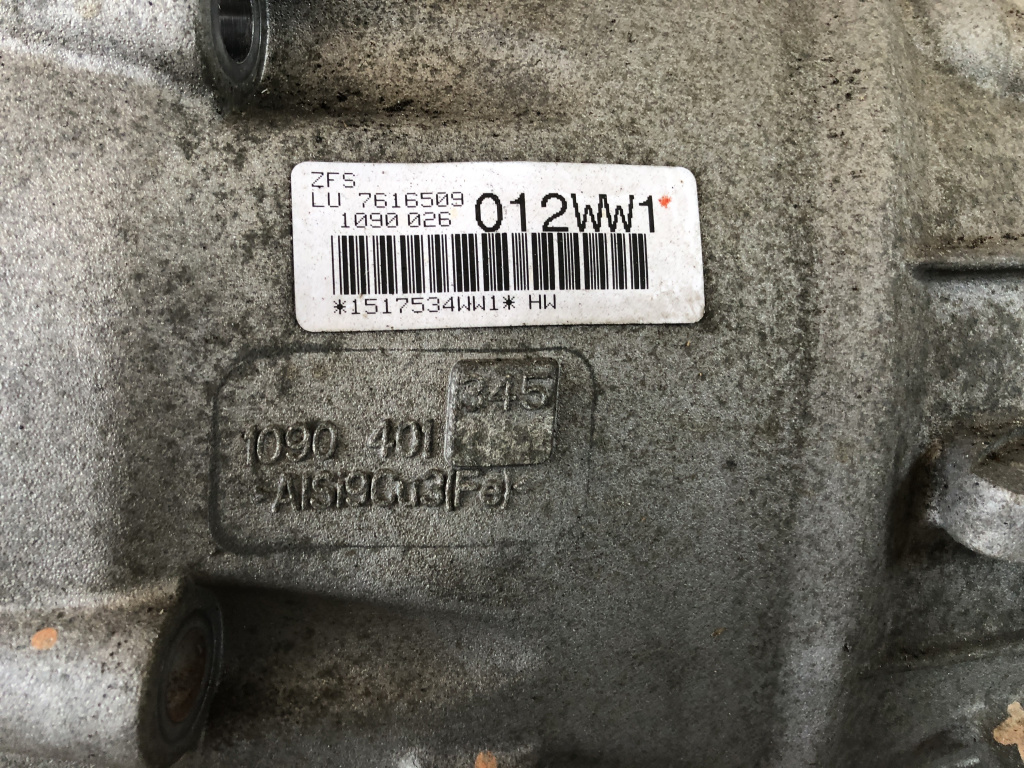 ZFS
LU 7616509
1090 026
012WW1*
*1517534WW1* HW
345
1090 401
>AlSi9Cu3(Fe)<